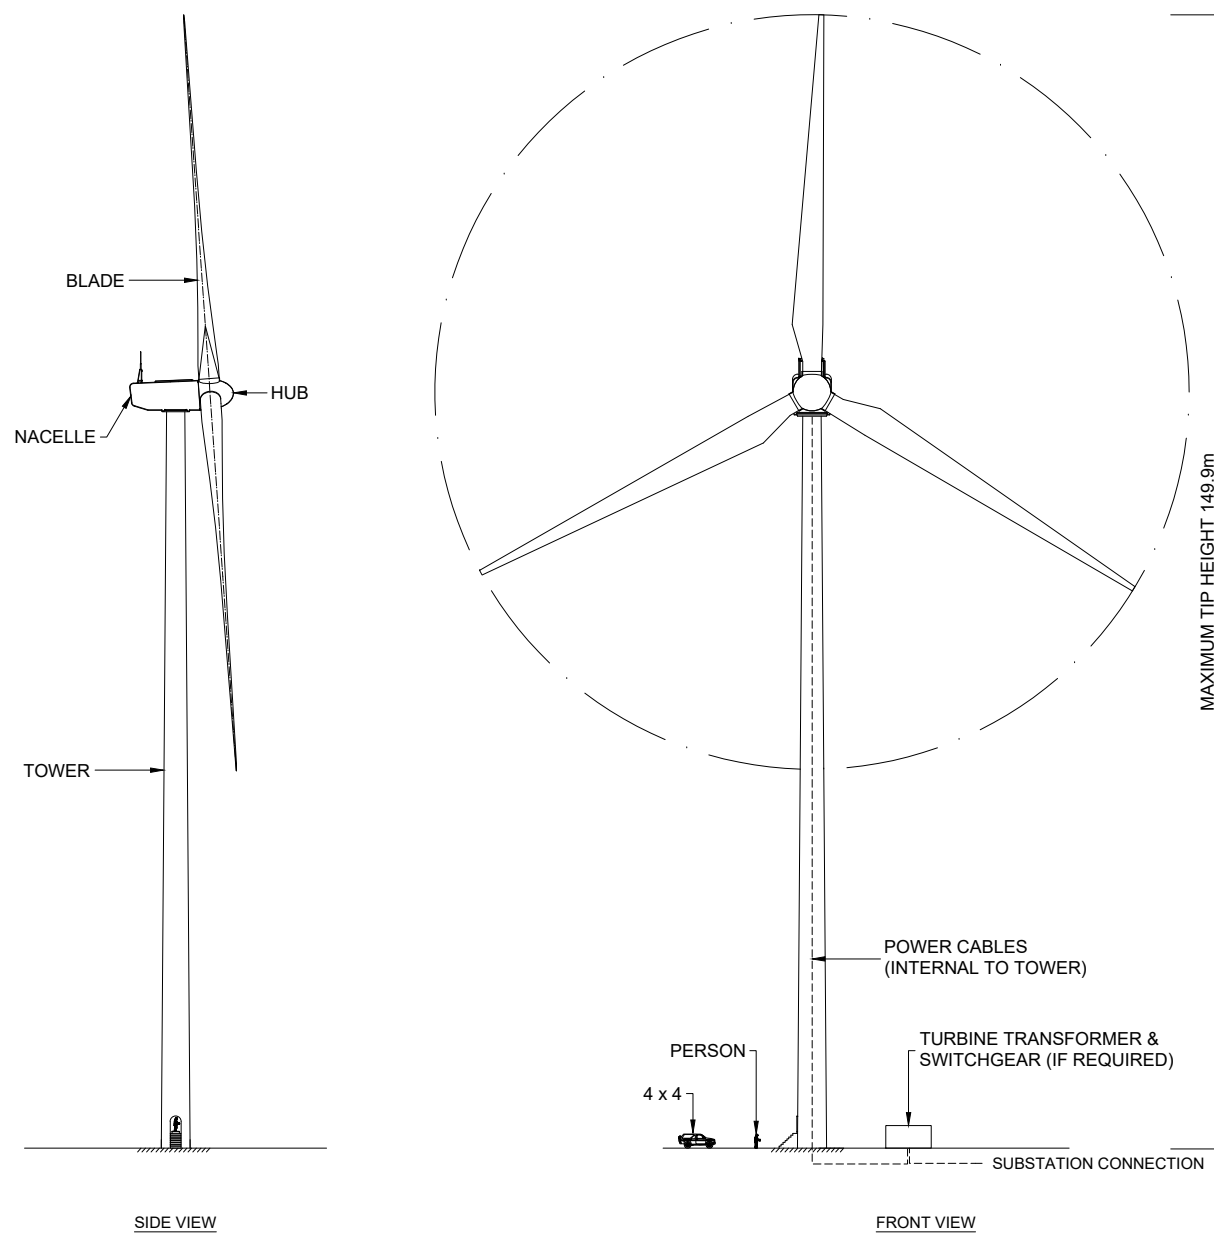 BLADE
HUB
NACELLE
MAXIMUM TIP HEIGHT 149.9m
TOWER
POWER CABLES
(INTERNAL TO TOWER)
PERSON
TURBINE TRANSFORMER &
SWITCHGEAR (IF REQUIRED)
4 x 4
SUBSTATION CONNECTION
SIDE VIEW
FRONT VIEW